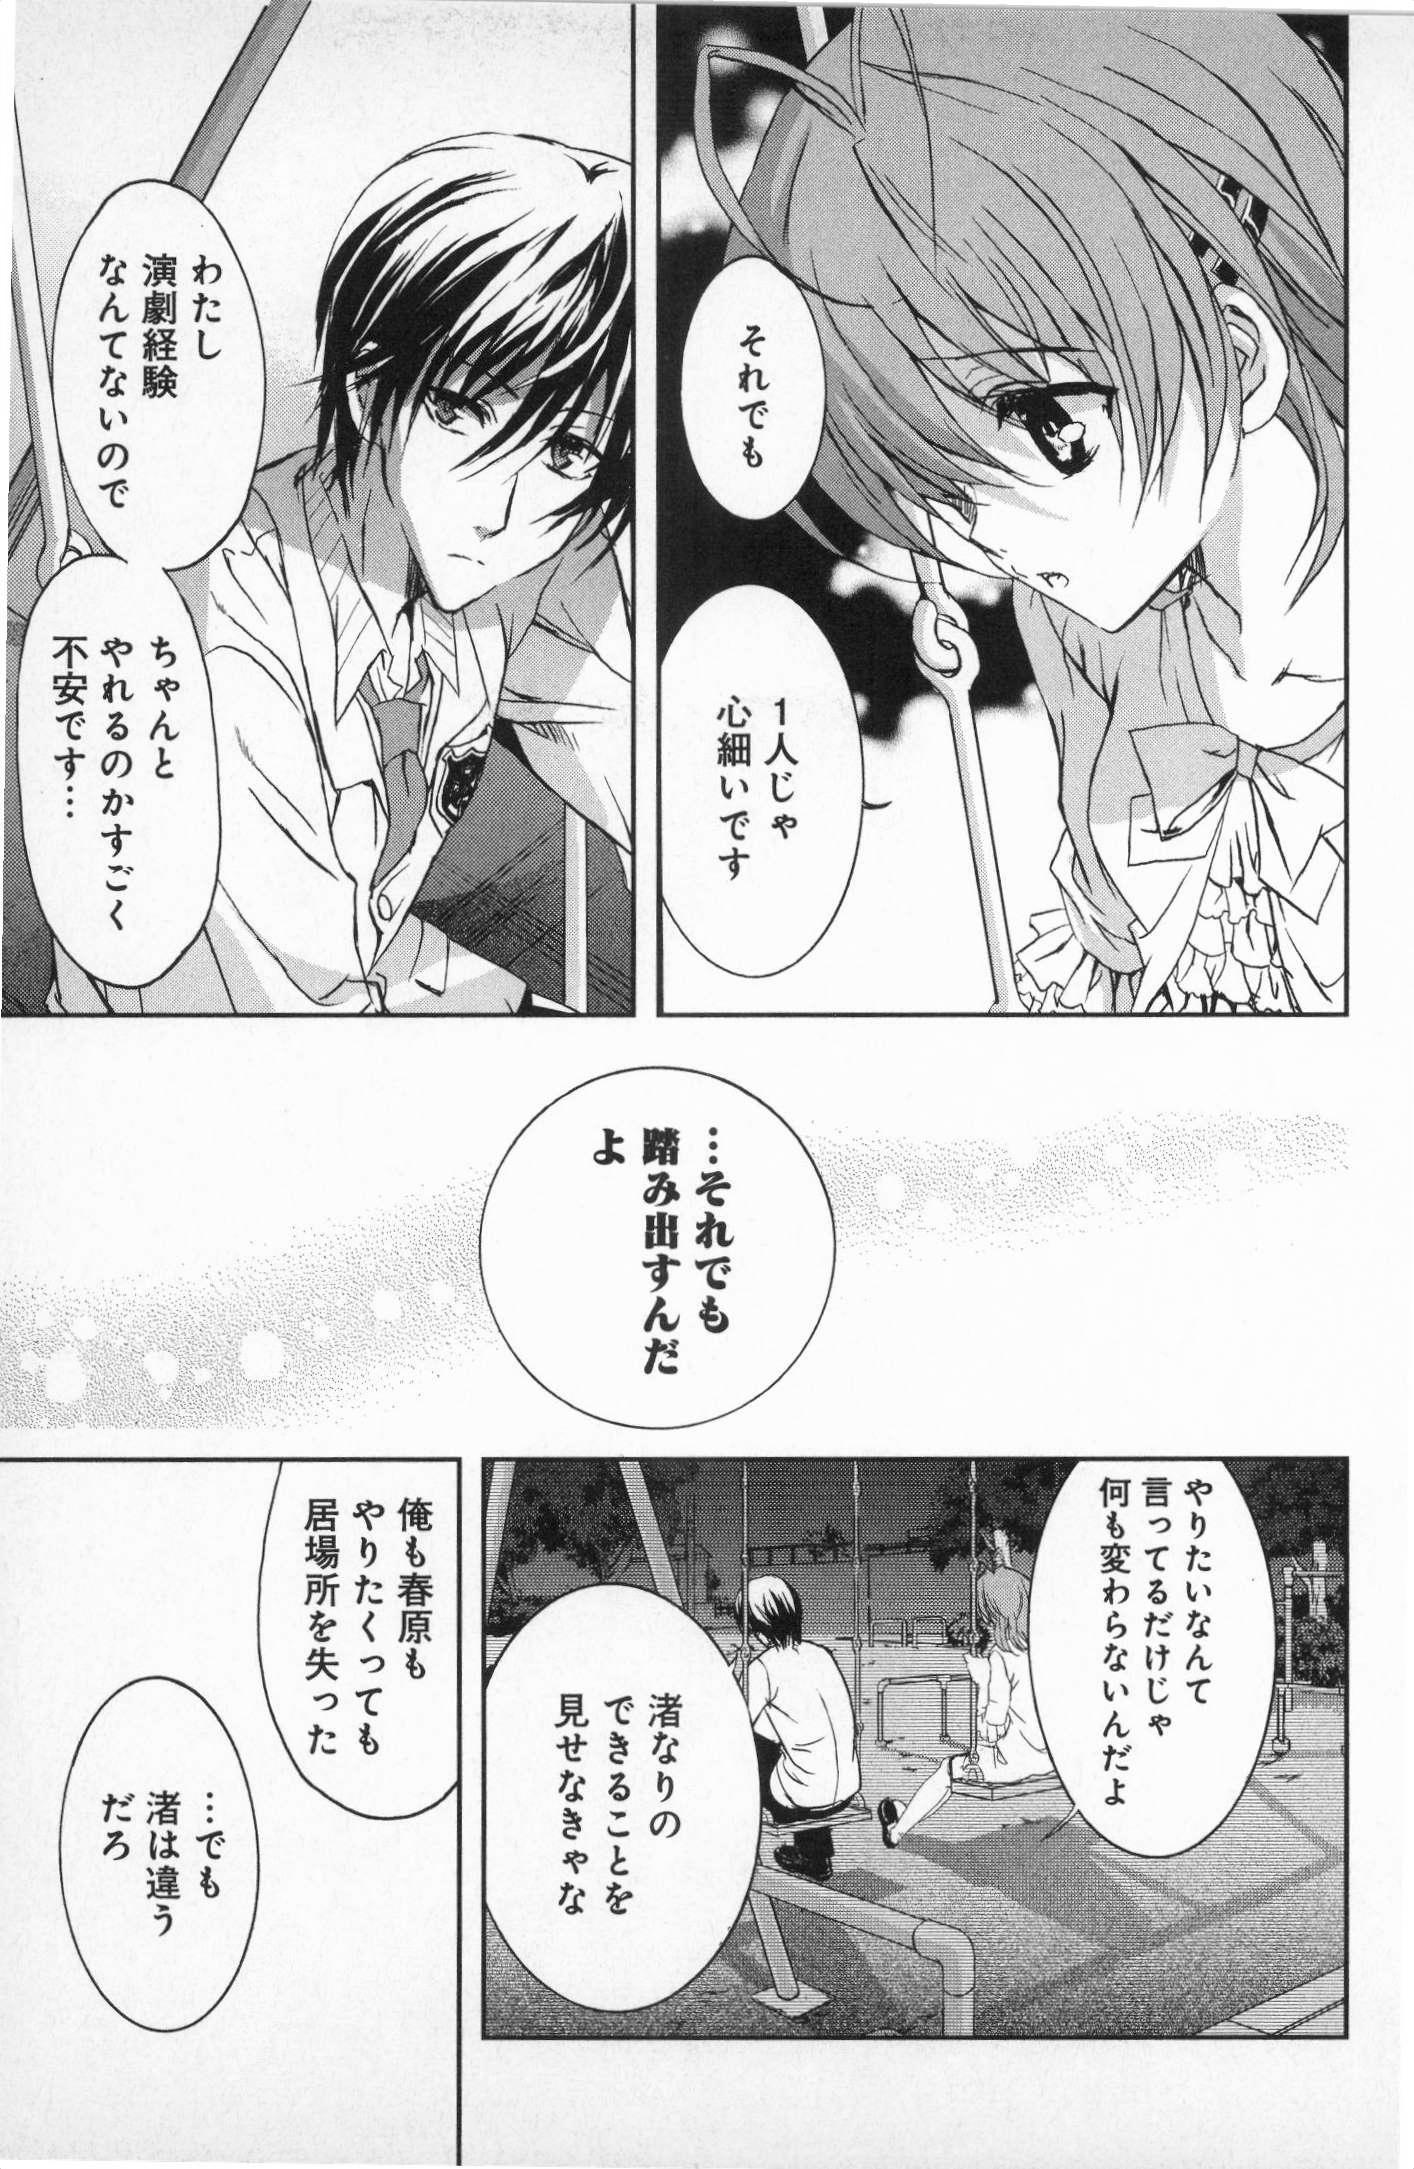 それでも
1人じゃ
心細いです
わたし
演劇経験
なんてないので
ちゃんと
やれるのかすごく
不安です…
…それでも
踏み出すんだ
よ
やりたいなんて
言ってるだけじゃ
何も変わらないんだよ
渚なりの
できることを
見せなきゃな
俺も春原も
やりたくっても
居場所を失った
…でも
渚は違う
だろ